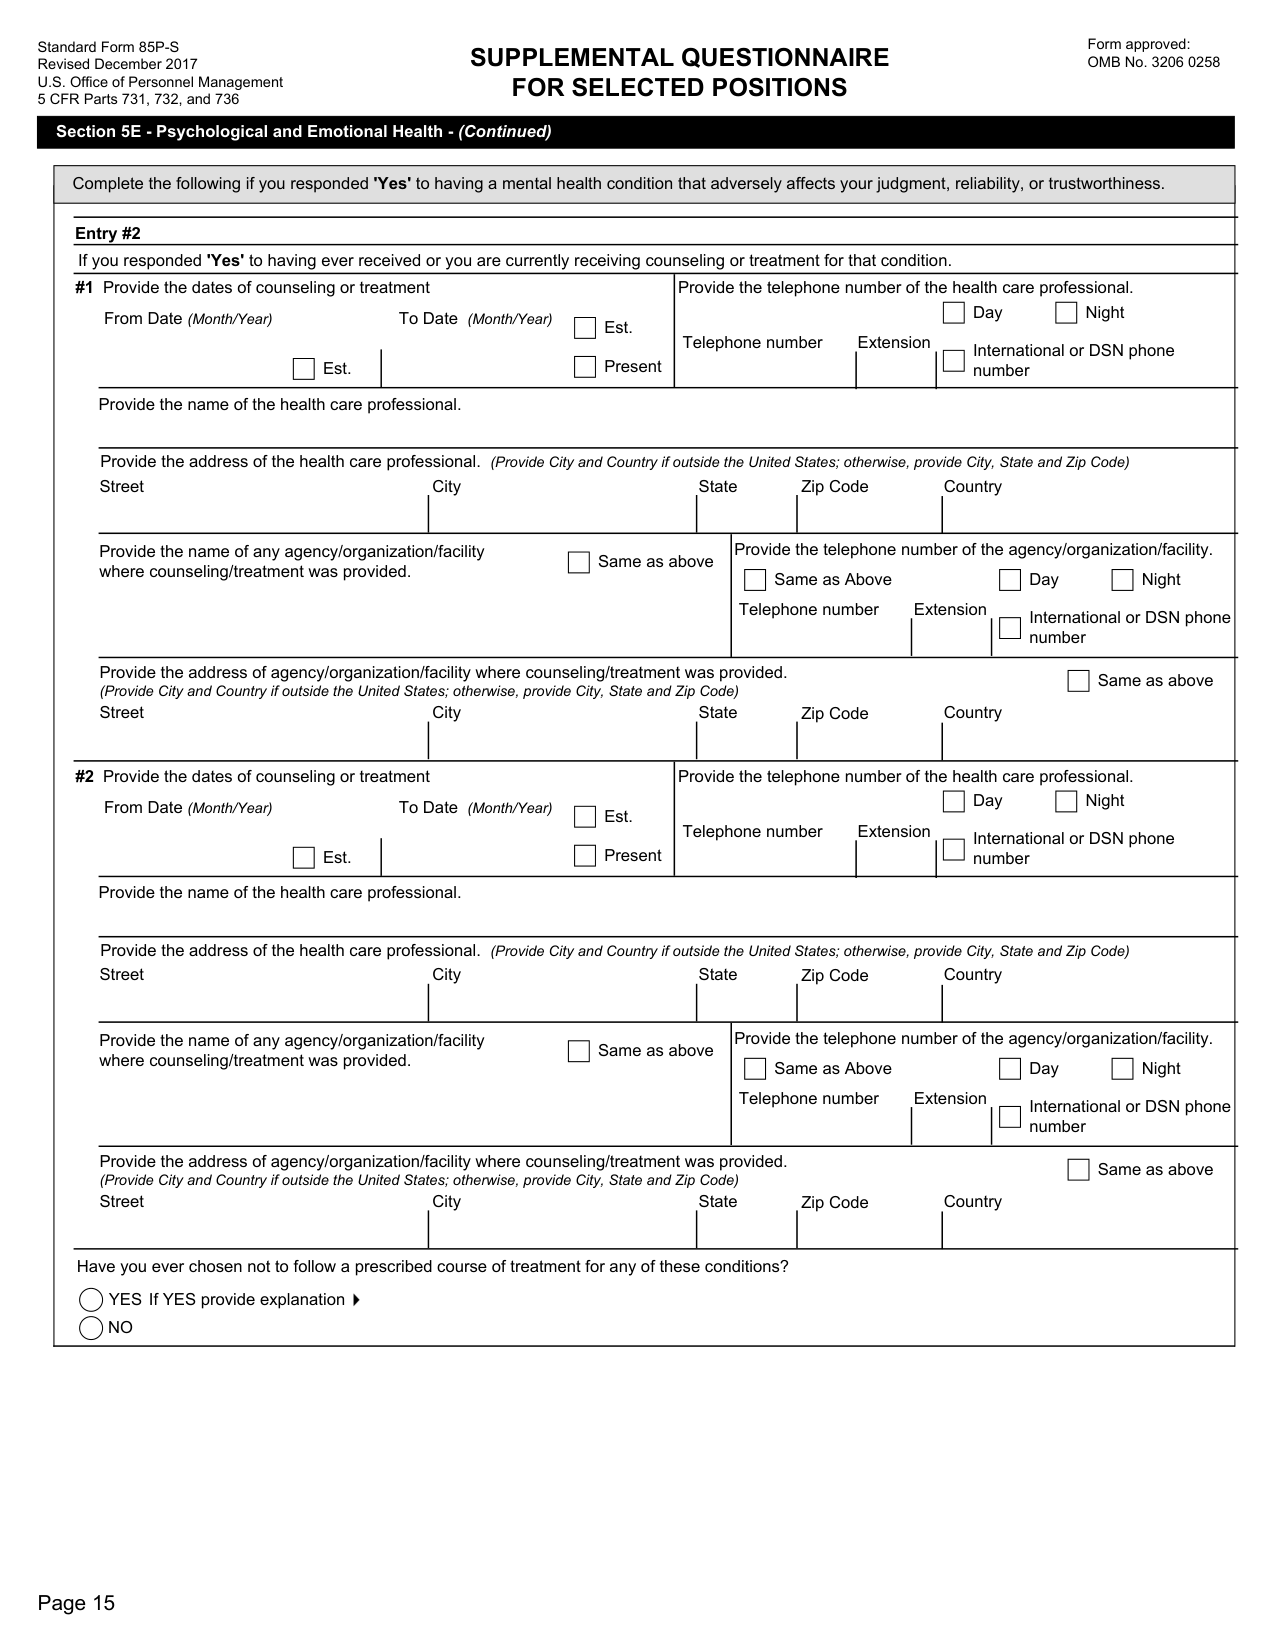 Standard Form 85P-S
Revised December 2017
U.S. Office of Personnel Management
5 CFR Parts 731, 732, and 736
SUPPLEMENTAL QUESTIONNAIRE
FOR SELECTED POSITIONS
Form approved:
OMB No. 3206 0258
Section 5E - Psychological and Emotional Health - (Continued)
Complete the following if you responded 'Yes' to having a mental health condition that adversely affects your judgment, reliability, or trustworthiness.
Entry #2
If you responded 'Yes' to having ever received or you are currently receiving counseling or treatment for that condition.
#1 Provide the dates of counseling or treatment
From Date (Month/Year)
To Date (Month/Year)
Est.
Est.
Present
Provide the telephone number of the health care professional.
Day
Night
Telephone number
Extension
International or DSN phone
number
Provide the name of the health care professional.
Provide the address of the health care professional. (Provide City and Country if outside the United States; otherwise, provide City, State and Zip Code)
Street
City
State
Zip Code
Country
Provide the name of any agency/organization/facility
where counseling/treatment was provided.
Same as above
Provide the telephone number of the agency/organization/facility.
Same as Above
Day
Night
Telephone number
Extension
International or DSN phone
number
Provide the address of agency/organization/facility where counseling/treatment was provided.
(Provide City and Country if outside the United States; otherwise, provide City, State and Zip Code)
Same as above
Street
City
State
Zip Code
Country
#2 Provide the dates of counseling or treatment
From Date (Month/Year)
To Date (Month/Year)
Est.
Est.
Present
Provide the telephone number of the health care professional.
Day
Night
Telephone number
Extension
International or DSN phone
number
Provide the name of the health care professional.
Provide the address of the health care professional. (Provide City and Country if outside the United States; otherwise, provide City, State and Zip Code)
Street
City
State
Zip Code
Country
Provide the name of any agency/organization/facility
where counseling/treatment was provided.
Same as above
Provide the telephone number of the agency/organization/facility.
Same as Above
Day
Night
Telephone number
Extension
International or DSN phone
number
Provide the address of agency/organization/facility where counseling/treatment was provided.
(Provide City and Country if outside the United States; otherwise, provide City, State and Zip Code)
Same as above
Street
City
State
Zip Code
Country
Have you ever chosen not to follow a prescribed course of treatment for any of these conditions?
YES If YES provide explanation
NO
Page 15